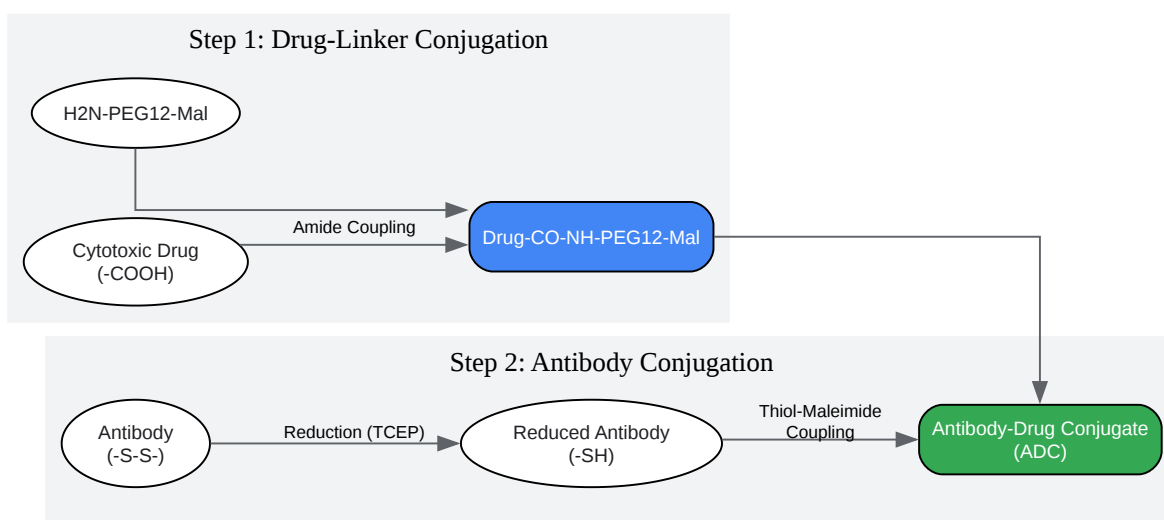 Step 1: Drug-Linker Conjugation
H2N-PEG12-Mal
Amide Coupling
Cytotoxic Drug
(-COOH)
Drug-CO-NH-PEG12-Mal
Step 2: Antibody Conjugation
Antibody
(-S-S-)
Reduction (TCEP)
Reduced Antibody
(-SH)
Thiol-Maleimide
Coupling
Antibody-Drug Conjugate
(ADC)